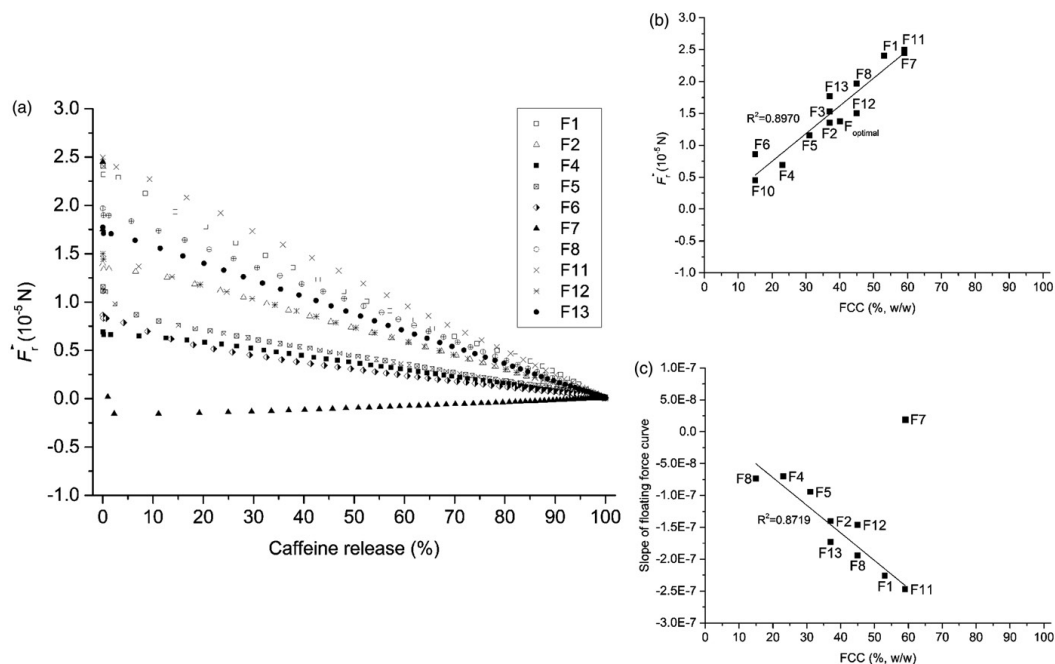 (a)
3.0
2.5
2.0
1.5
1.0
0.5
0.0
-0.5
-1.0
F⃗r (10⁻⁵ N)
0 10 20 30 40 50 60 70 80 90 100
Caffeine release (%)
F1
F2
F4
F5
F6
F7
F8
F11
F12
F13
(b)
3.0
2.5
2.0
1.5
1.0
0.5
0.0
0.5
1.0
F⃗r (10⁻⁵ N)
F11
F1
F7
F8
F13
F3
F12
R²=0.8970
F2
F optimal
F5
F6
F4
F10
0 10 20 30 40 50 60 70 80 90 100
FCC (%, w/w)
(c)
1.0E-7
5.0E-8
0.0
-5.0E-8
-1.0E-7
-1.5E-7
-2.0E-7
-2.5E-7
-3.0E-7
Slope of floating force curve
F7
F8
F4
F5
F2
F12
R²=0.8719
F13
F8
F1
F11
0 10 20 30 40 50 60 70 80 90 100
FCC (%, w/w)